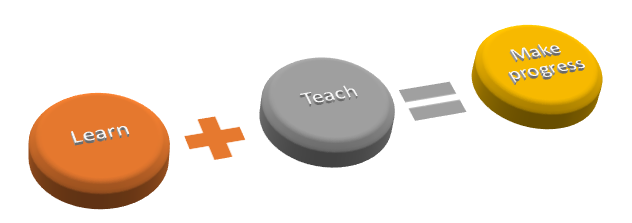 Learn
+
Teach
=
Make
progress